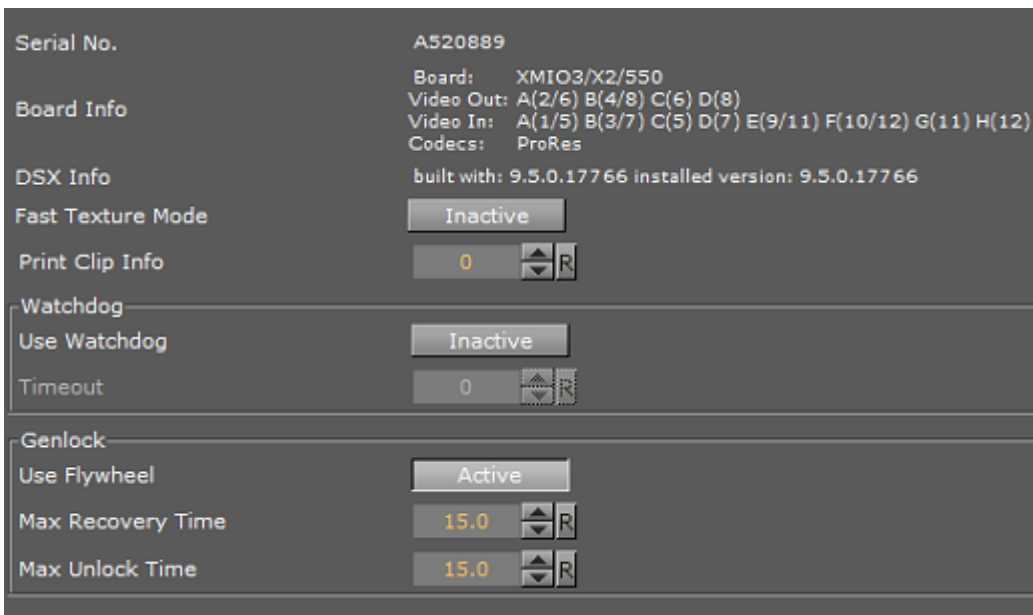 Serial No. A520889
Board Info
Board: XMIO3/X2/550
Video Out: A(2/6) B(4/8) C(6) D(8)
Video In: A(1/5) B(3/7) C(5) D(7) E(9/11) F(10/12) G(11) H(12)
Codecs: ProRes
DSX Info built with: 9.5.0.17766 installed version: 9.5.0.17766
Fast Texture Mode Inactive
Print Clip Info 0 R
Watchdog
Use Watchdog Inactive
Timeout 0 R
Genlock
Use Flywheel Active
Max Recovery Time 15.0 R
Max Unlock Time 15.0 R